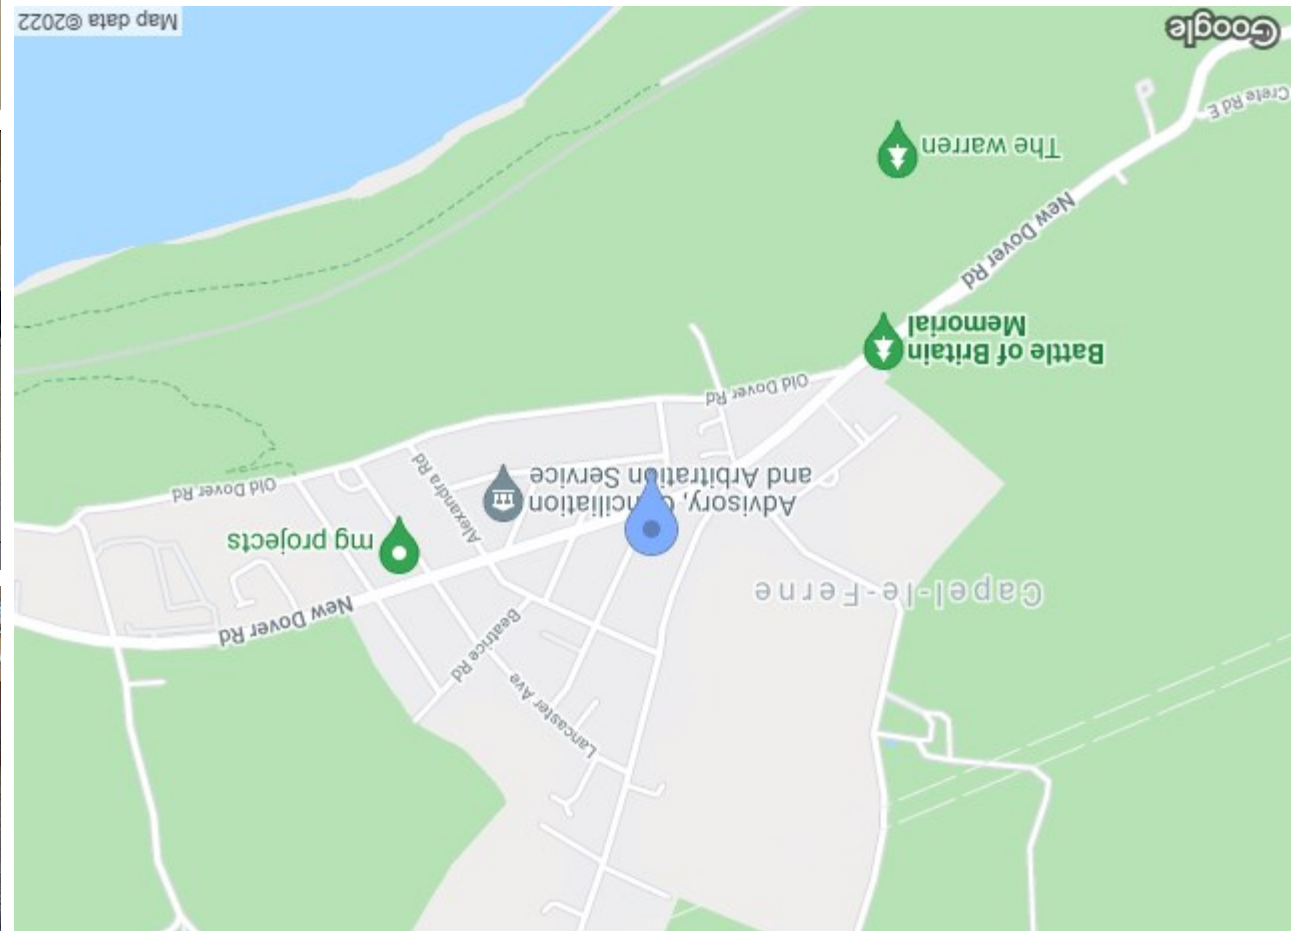 Lancaster Ave
Beatrice Rd
New Dover Rd
Capel-le-Ferne
mg projects
Advisory, Conciliation
and Arbitration Service
Alexandra Rd
Old Dover Rd
Old Dover Rd
Battle of Britain
Memorial
New Dover Rd
The warren
Crete Rd E
Google
Map data ©2022